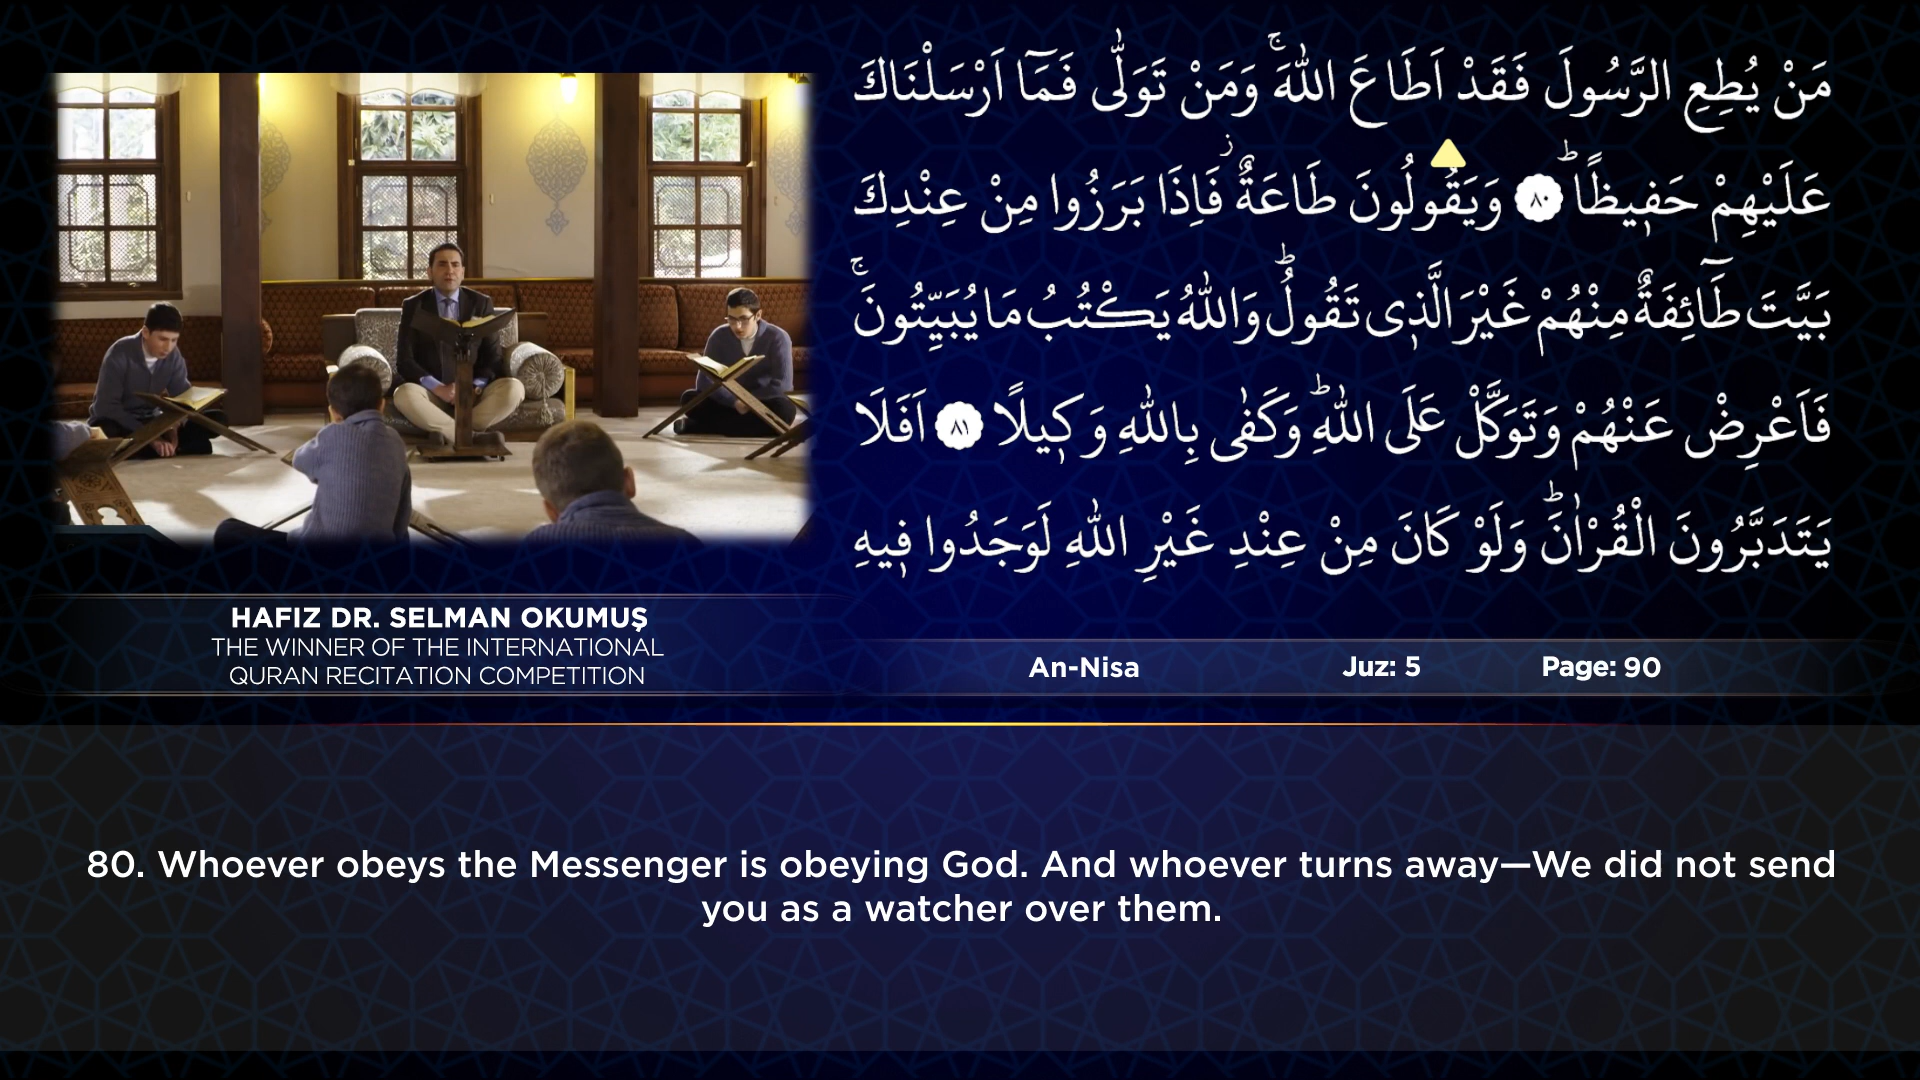 مَنْ يُطِعِ الرَّسُولَ فَقَدْ اَطَاعَ اللّٰهَۚ وَمَنْ تَوَلّٰى فَمَٓا اَرْسَلْنَاكَ
عَلَيْهِمْ حَف۪يظًاۜ ﴿٨٠﴾ وَيَقُولُونَ طَاعَةٌۘ فَاِذَا بَرَزُوا مِنْ عِنْدِكَ
بَيَّتَ طَٓائِفَةٌ مِنْهُمْ غَيْرَ الَّذ۪ى تَقُولُۜ وَاللّٰهُ يَكْتُبُ مَا يُبَيِّتُونَۚ
فَاَعْرِضْ عَنْهُمْ وَتَوَكَّلْ عَلَى اللّٰهِۜ وَكَفٰى بِاللّٰهِ وَك۪يلًا ﴿٨١﴾ اَفَلَا
يَتَدَبَّرُونَ الْقُرْاٰنَۜ وَلَوْ كَانَ مِنْ عِنْدِ غَيْرِ اللّٰهِ لَوَجَدُوا ف۪يهِ
HAFIZ DR. SELMAN OKUMUŞ
THE WINNER OF THE INTERNATIONAL
QURAN RECITATION COMPETITION
An-Nisa Juz: 5 Page: 90
80. Whoever obeys the Messenger is obeying God. And whoever turns away—We did not send
you as a watcher over them.